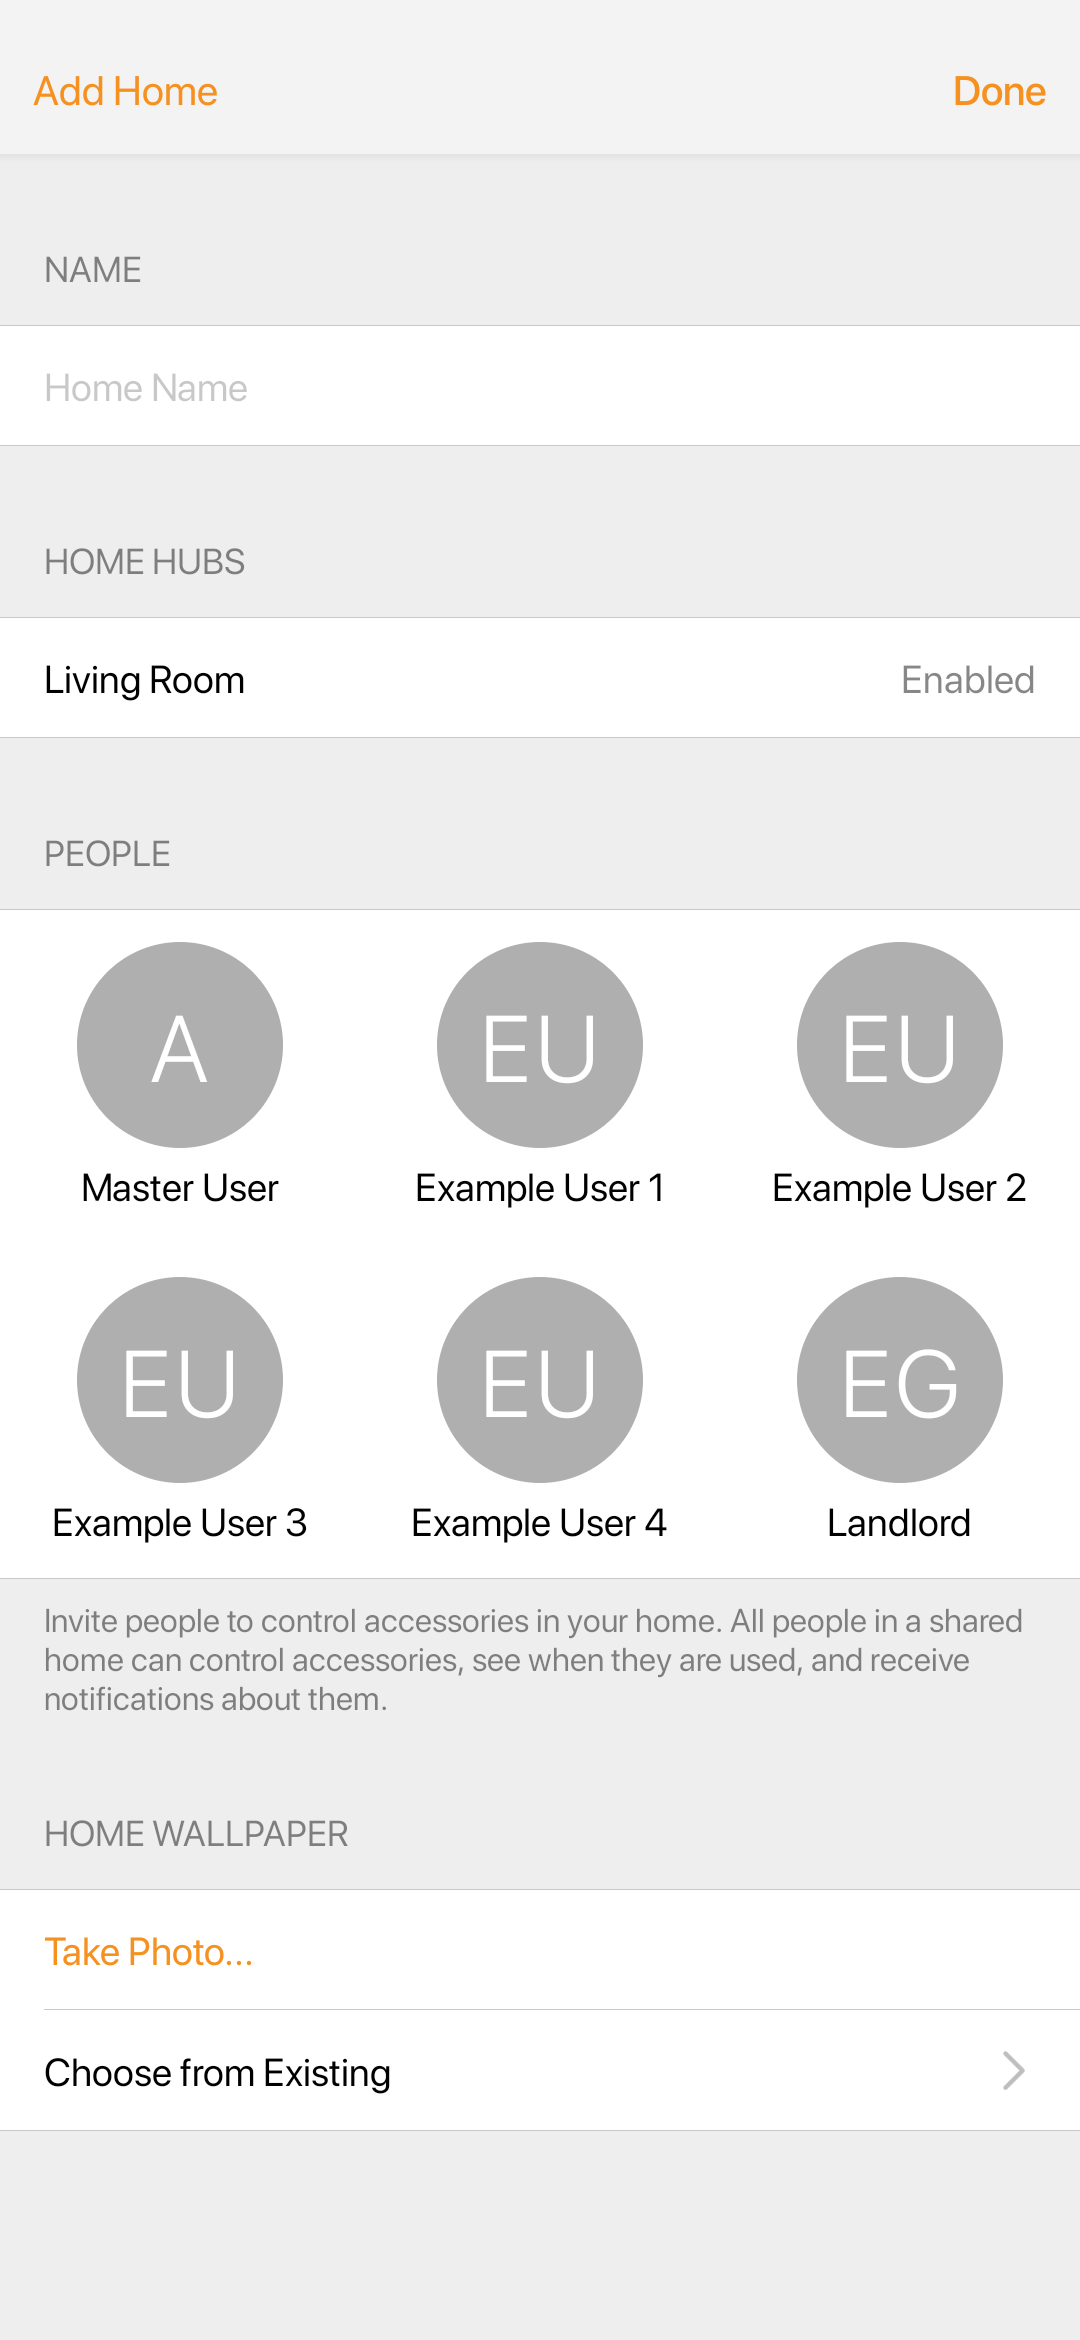 Add Home
Done
NAME
Home Name
HOME HUBS
Living Room
Enabled
PEOPLE
A
EU
EU
Master User
Example User 1
Example User 2
EU
EU
EG
Example User 3
Example User 4
Landlord
Invite people to control accessories in your home. All people in a shared
home can control accessories, see when they are used, and receive
notifications about them.
HOME WALLPAPER
Take Photo...
Choose from Existing